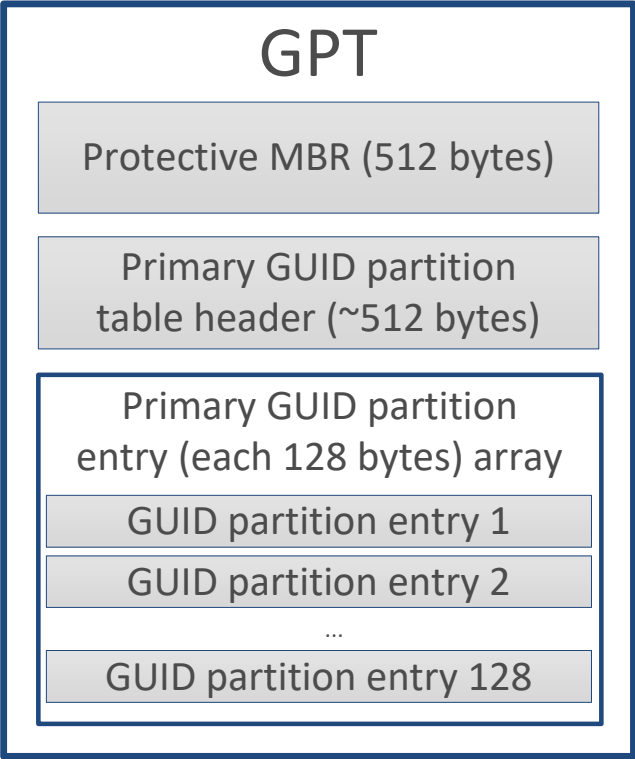 GPT
Protective MBR (512 bytes)
Primary GUID partition
table header (~512 bytes)
Primary GUID partition
entry (each 128 bytes) array
GUID partition entry 1
GUID partition entry 2
...
GUID partition entry 128